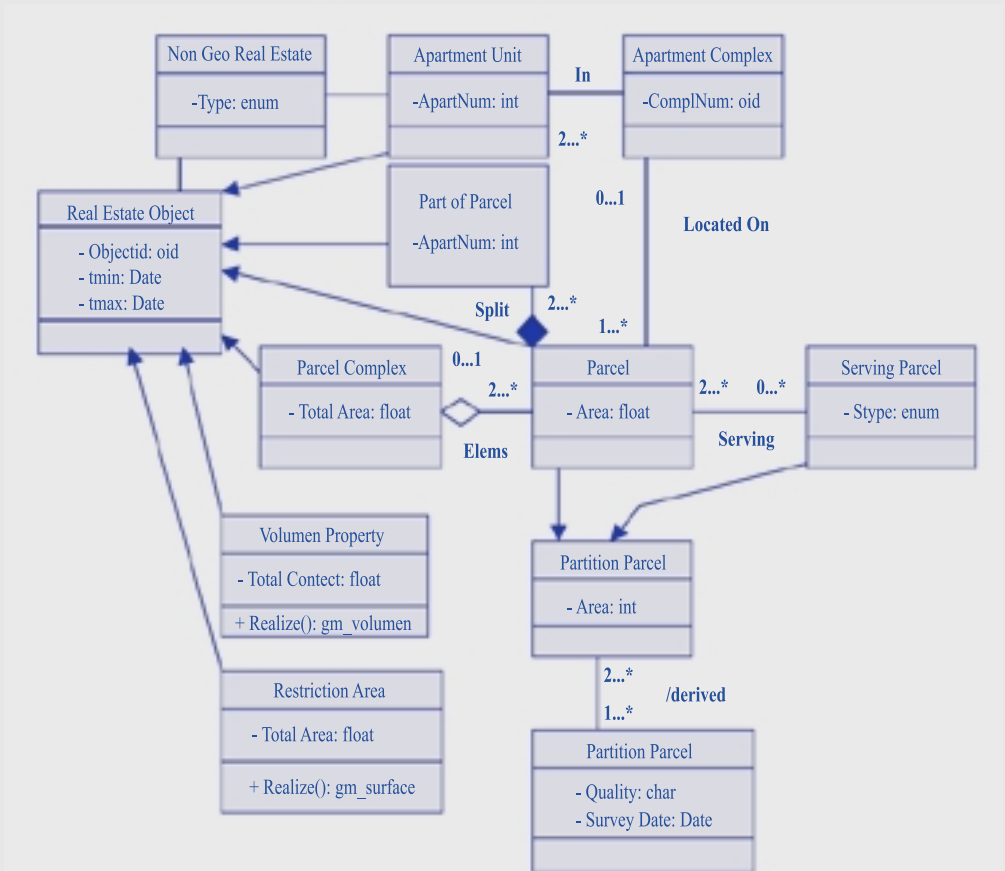 Non Geo Real Estate
-Type: enum
Apartment Unit
-ApartNum: int
In
Apartment Complex
-ComplNum: oid
2...*
0...1
Located On
Part of Parcel
-ApartNum: int
Real Estate Object
- Objectid: oid
- tmin: Date
- tmax: Date
Split
2...*
1...*
Parcel Complex
- Total Area: float
0...1
2...*
Elems
Parcel
- Area: float
2...*
0...*
Serving
Serving Parcel
- Stype: enum
Volumen Property
- Total Contect: float
+ Realize(): gm_volumen
Partition Parcel
- Area: int
2...*
/derived
1...*
Restriction Area
- Total Area: float
+ Realize(): gm_surface
Partition Parcel
- Quality: char
- Survey Date: Date